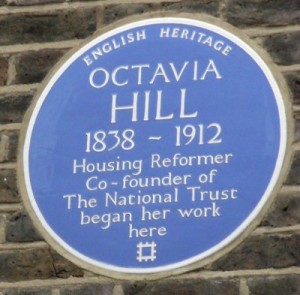 ENGLISH HERITAGE
OCTAVIA
HILL
1838 ~ 1912
Housing Reformer
Co-founder of
The National Trust
began her work
here